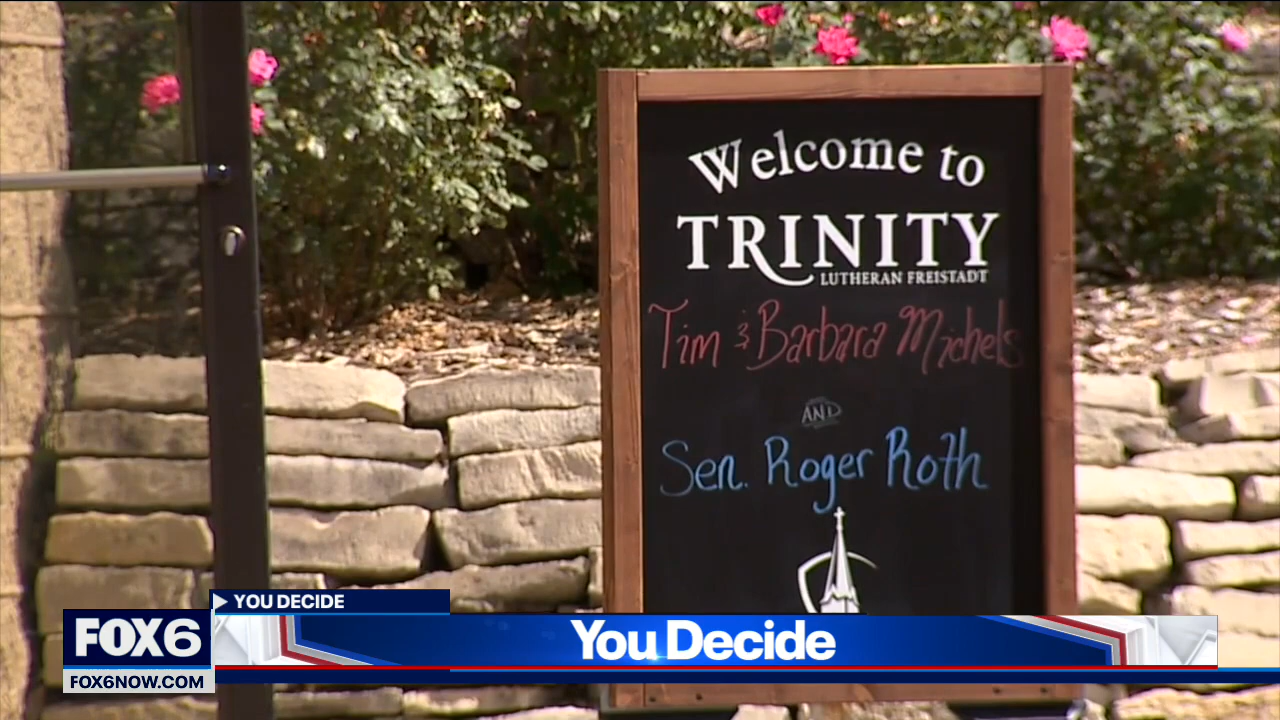 Welcome to
TRINITY
LUTHERAN FREISTADT
Tim & Barbara Michels
AND
Sen. Roger Roth
YOU DECIDE
FOX6
You Decide
FOX6NOW.COM